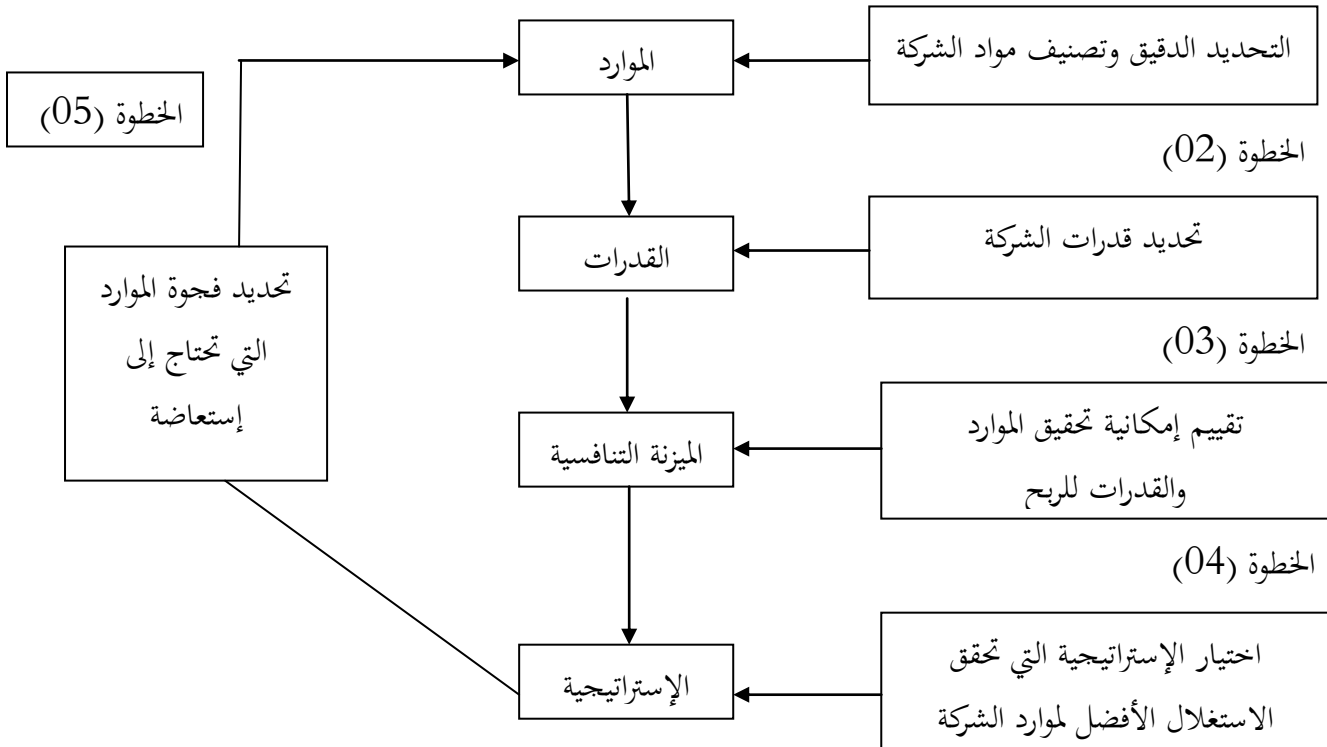 الموارد
التحديد الدقيق وتصنيف مواد الشركة
الخطوة (05)
الخطوة (02)
القدرات
تحديد قدرات الشركة
تحديد فجوة الموارد
التي تحتاج إلى
إستعاضة
الخطوة (03)
الميزنة التنافسية
تقييم إمكانية تحقيق الموارد
والقدرات للربح
الخطوة (04)
الإستراتيجية
اختيار الإستراتيجية التي تحقق
الاستغلال الأفضل لموارد الشركة